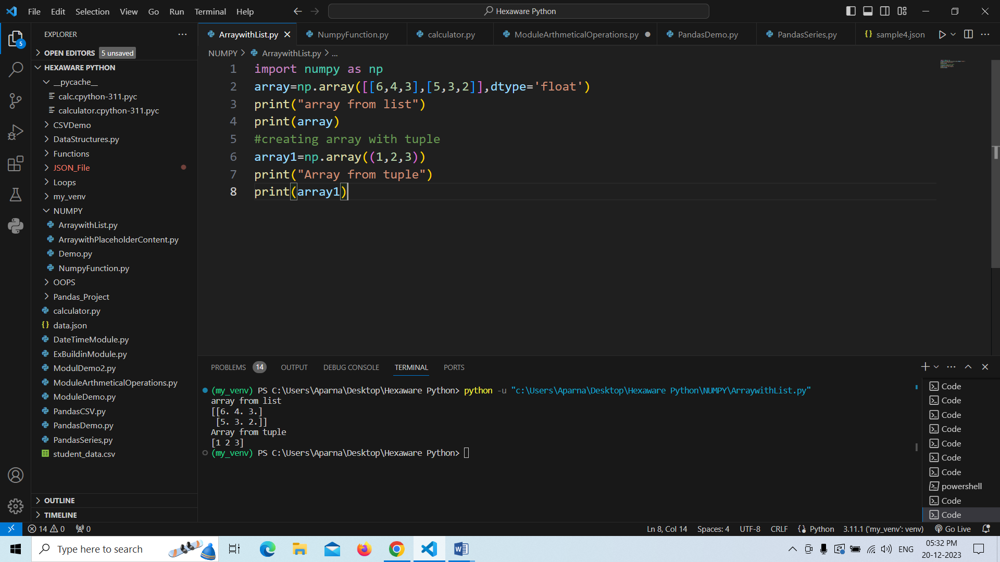 File Edit Selection View Go Run Terminal Help
Hexaware Python
EXPLORER
OPEN EDITORS 5 unsaved
HEXAWARE PYTHON
__pycache__
calc.cpython-311.pyc
calculator.cpython-311.pyc
CSVDemo
DataStructures.py
Functions
JSON_File
Loops
my_venv
NUMPY
ArraywithList.py
ArraywithPlaceholderContent.py
Demo.py
NumpyFunction.py
OOPS
Pandas_Project
calculator.py
data.json
DateTimeModule.py
ExBuildinModule.py
ModulDemo2.py
ModuleArthmeticalOperations.py
ModuleDemo.py
PandasCSV.py
PandasDemo.py
PandasSeries,py
student_data.csv
OUTLINE
TIMELINE
ArraywithList.py NumpyFunction.py calculator.py ModuleArthmeticalOperations.py PandasDemo.py PandasSeries,py sample4.json
NUMPY > ArraywithList.py > ...
1 import numpy as np
2 array=np.array([[6,4,3],[5,3,2]],dtype='float')
3 print("array from list")
4 print(array)
5 #creating array with tuple
6 array1=np.array((1,2,3))
7 print("Array from tuple")
8 print(array1)
PROBLEMS 14 OUTPUT DEBUG CONSOLE TERMINAL PORTS
(my_venv) PS C:\Users\Aparna\Desktop\Hexaware Python> python -u "c:\Users\Aparna\Desktop\Hexaware Python\NUMPY\ArraywithList.py"
array from list
[[6. 4. 3.]
[5. 3. 2.]]
Array from tuple
[1 2 3]
(my_venv) PS C:\Users\Aparna\Desktop\Hexaware Python>
Code
Code
Code
Code
Code
Code
Code
powershell
Code
Code
5
14 0 0
Ln 8, Col 14 Spaces: 4 UTF-8 CRLF Python 3.11.1 ('my_venv': venv) Go Live
Type here to search
ENG
05:32 PM
20-12-2023